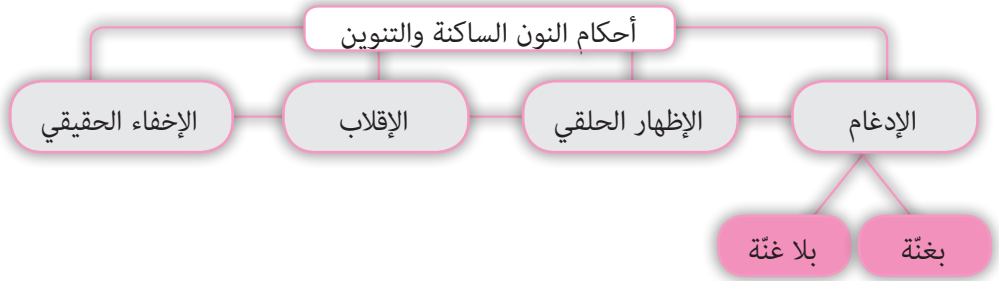 أحكام النون الساكنة والتنوين
الإدغام
الإظهار الحلقي
الإقلاب
الإخفاء الحقيقي
بغنّة
بلا غنّة